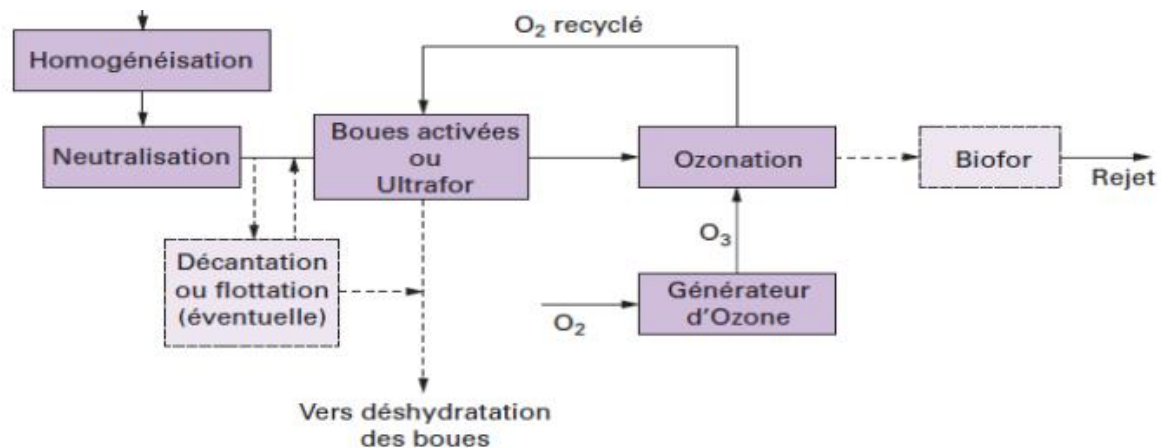 O₂ recyclé
Homogénéisation
Neutralisation
Boues activées
ou
Ultrafor
Ozonation
Biofor
Rejet
O₃
Décantation
ou flottation
(éventuelle)
Générateur
d'Ozone
O₂
Vers déshydratation
des boues